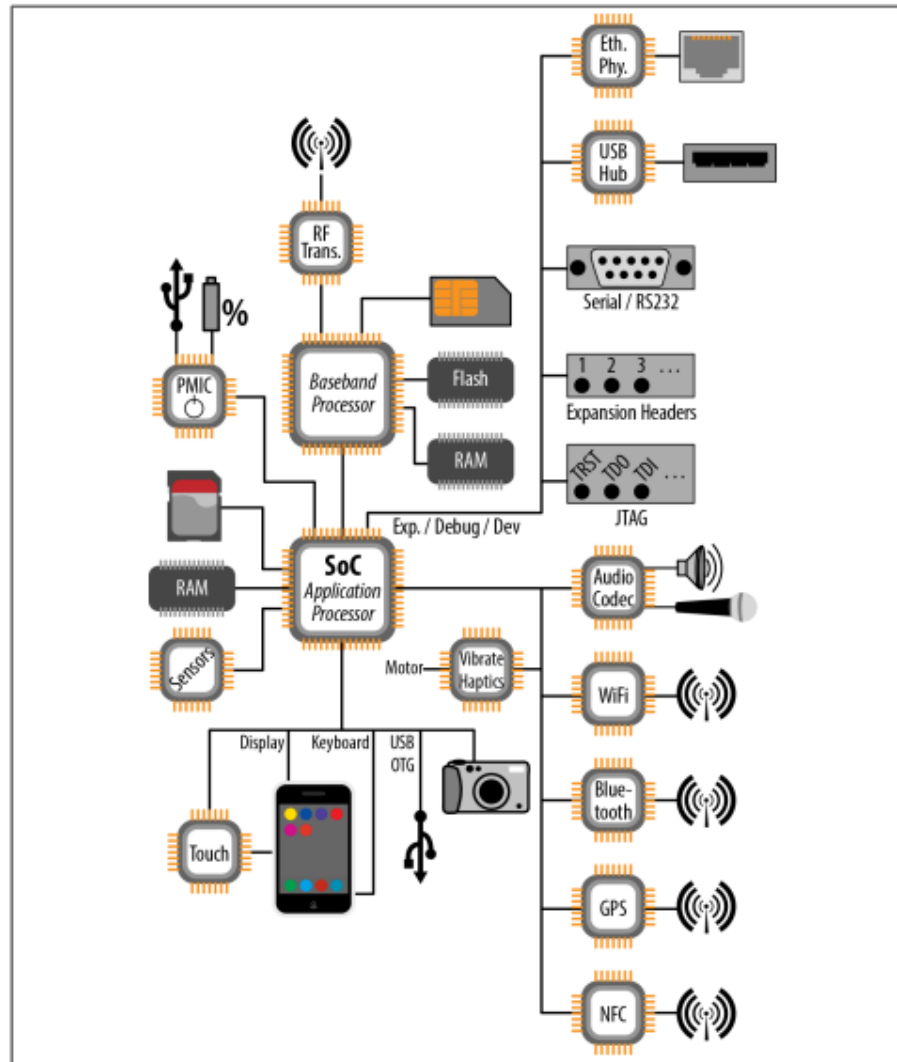 Eth.
Phy.
USB
Hub
RF
Trans.
Serial / RS232
%
PMIC
Baseband
Processor
Flash
1 2 3 ...
Expansion Headers
RAM
TRST TDO TDI ...
JTAG
Exp. / Debug / Dev
SoC
Application
Processor
RAM
Audio
Codec
Sensors
Motor
Vibrate
Haptics
WiFi
Display
Keyboard
USB
OTG
Blue-
tooth
Touch
GPS
NFC